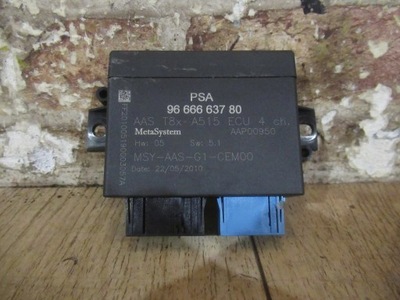 PSA
96 666 637 80
AAS T8x-A515 ECU 4 ch.
MetaSystem AAP00950
Hw: 05 Sw: 5.1
MSY-AAS-G1-CEM00
Date: 22/05/2010